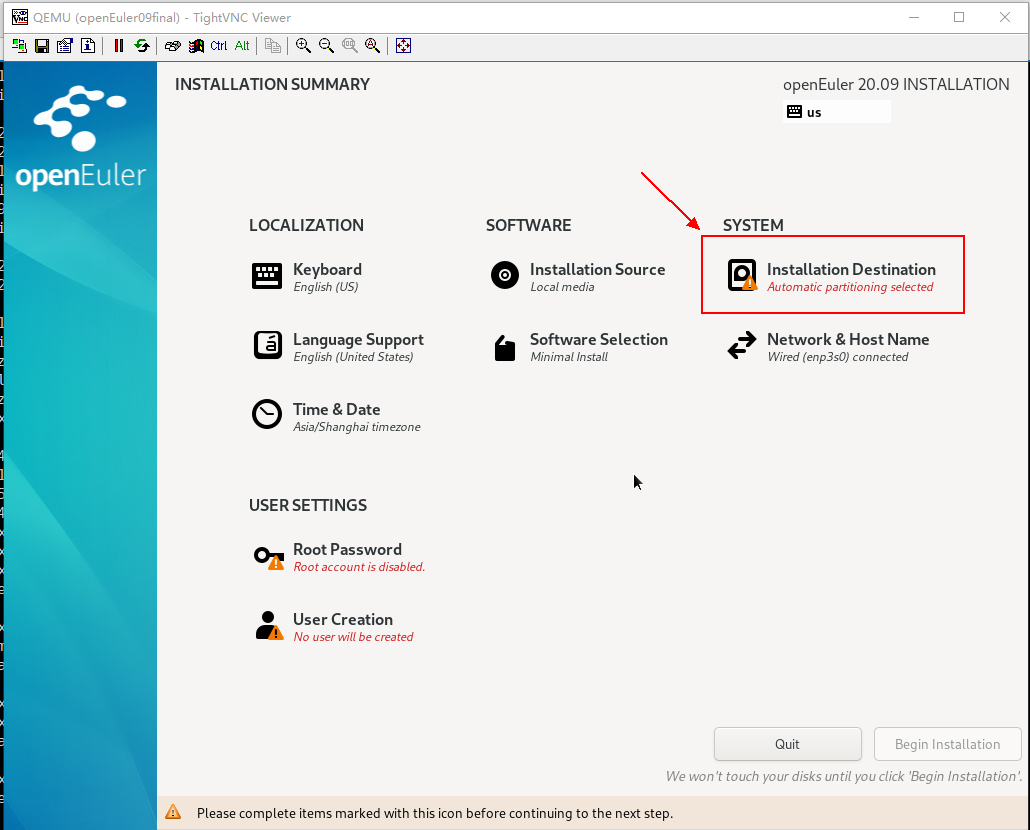 QEMU (openEuler09final) - TightVNC Viewer
Ctrl Alt
INSTALLATION SUMMARY
openEuler 20.09 INSTALLATION
us
openEuler
LOCALIZATION
Keyboard
English (US)
Language Support
English (United States)
Time & Date
Asia/Shanghai timezone
SOFTWARE
Installation Source
Local media
Software Selection
Minimal Install
SYSTEM
Installation Destination
Automatic partitioning selected
Network & Host Name
Wired (enp3s0) connected
USER SETTINGS
Root Password
Root account is disabled.
User Creation
No user will be created
Quit
Begin Installation
We won't touch your disks until you click 'Begin Installation'.
Please complete items marked with this icon before continuing to the next step.